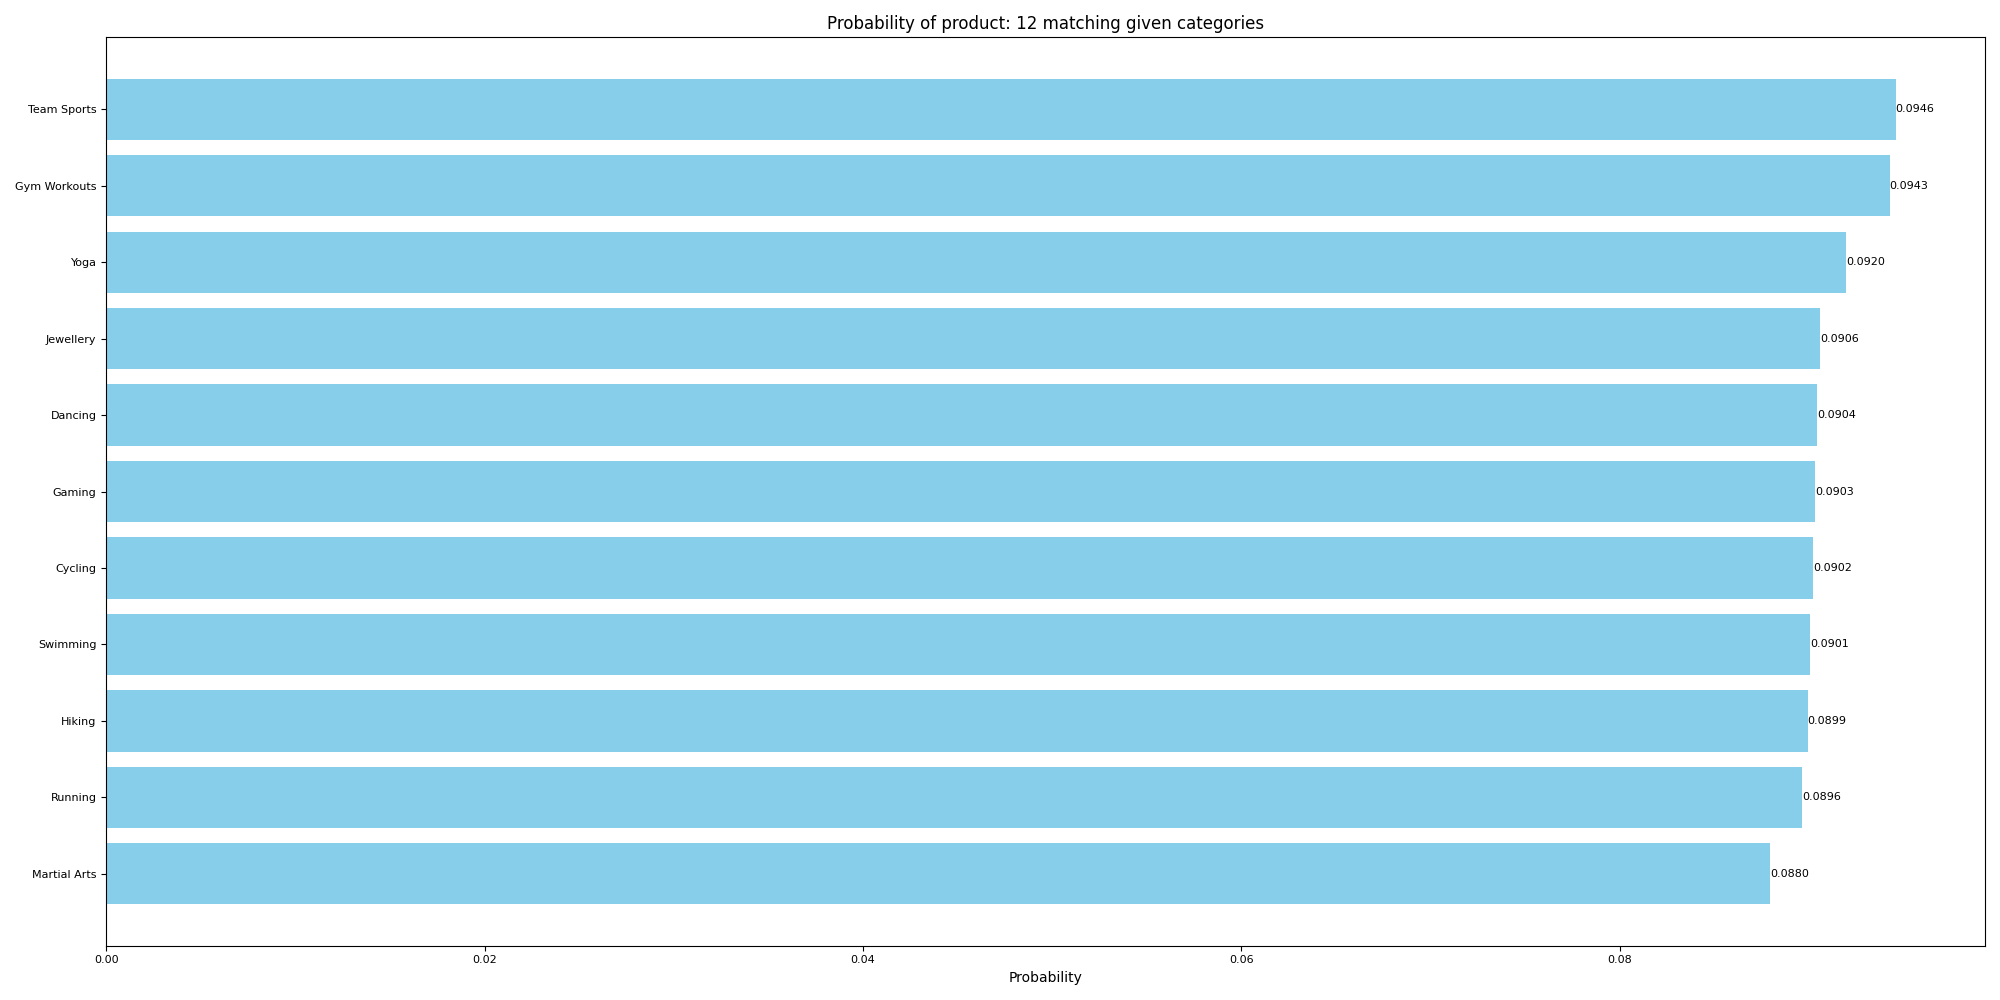 Probability of product: 12 matching given categories
Team Sports 0.0946
Gym Workouts 0.0943
Yoga 0.0920
Jewellery 0.0906
Dancing 0.0904
Gaming 0.0903
Cycling 0.0902
Swimming 0.0901
Hiking 0.0899
Running 0.0896
Martial Arts 0.0880
0.00 0.02 0.04 0.06 0.08
Probability